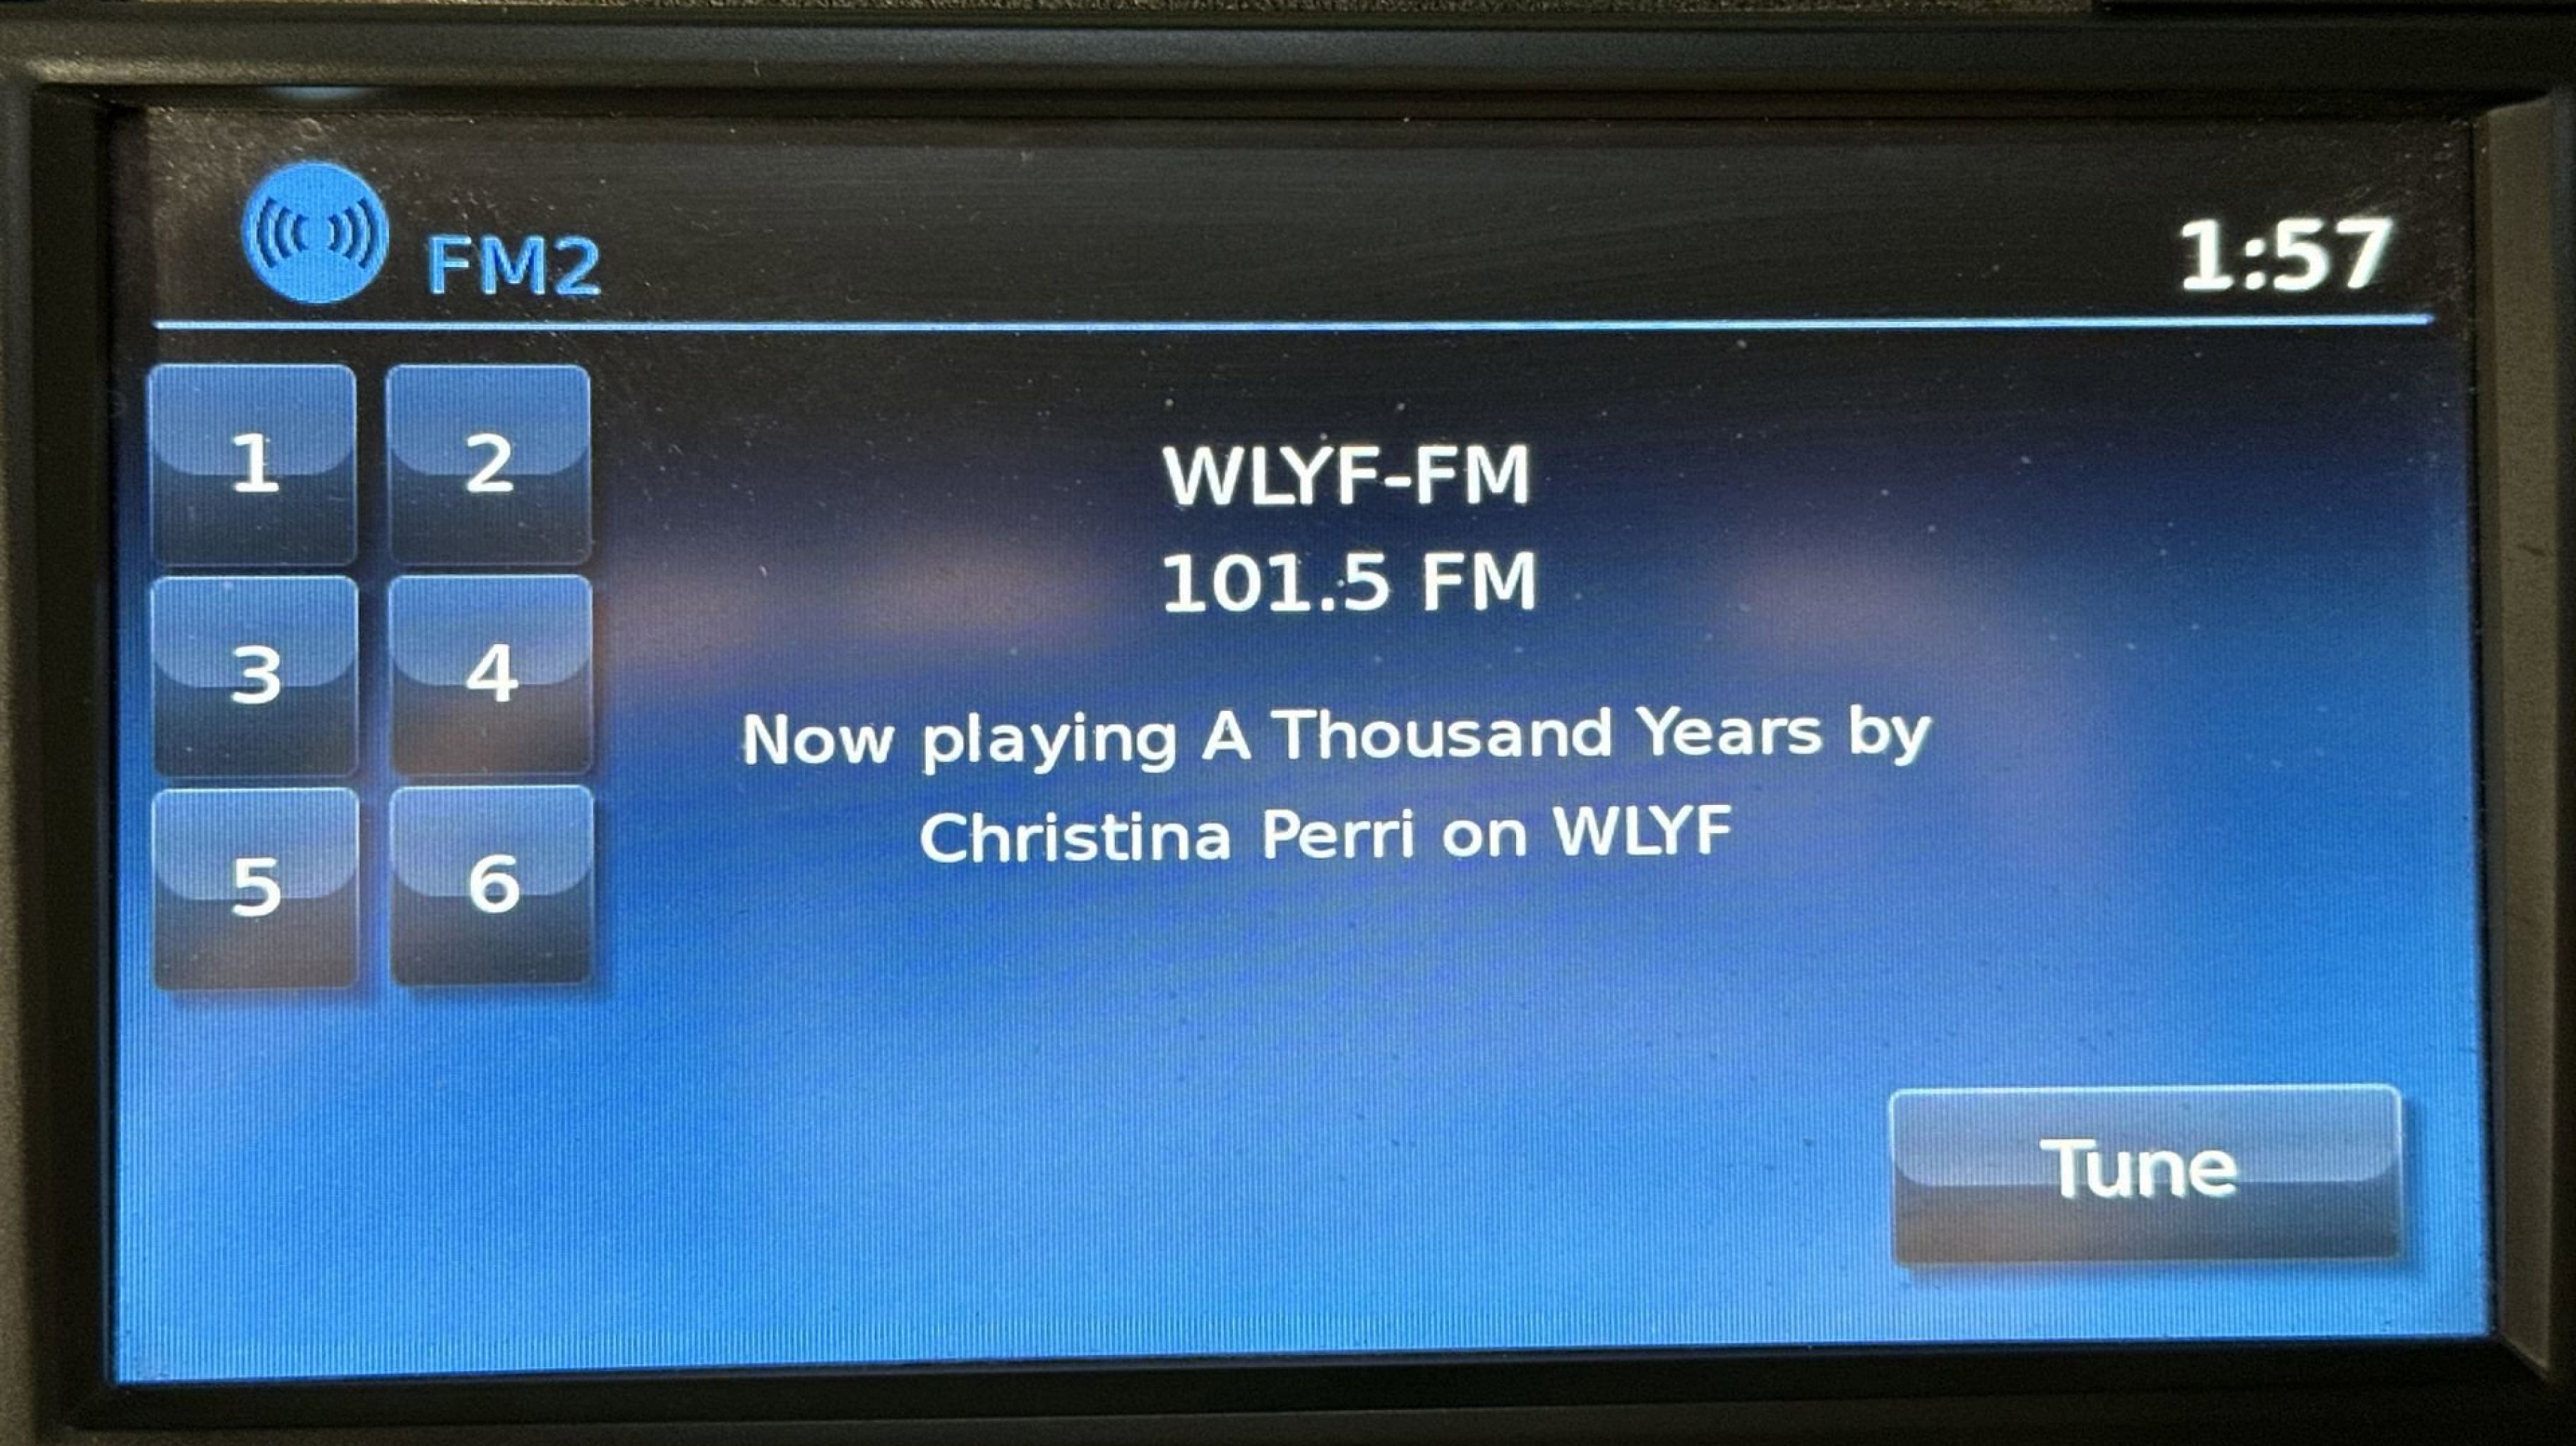 FM2
1:57
1 2
3 4
5 6
WLYF-FM
101.5 FM
Now playing A Thousand Years by
Christina Perri on WLYF
Tune